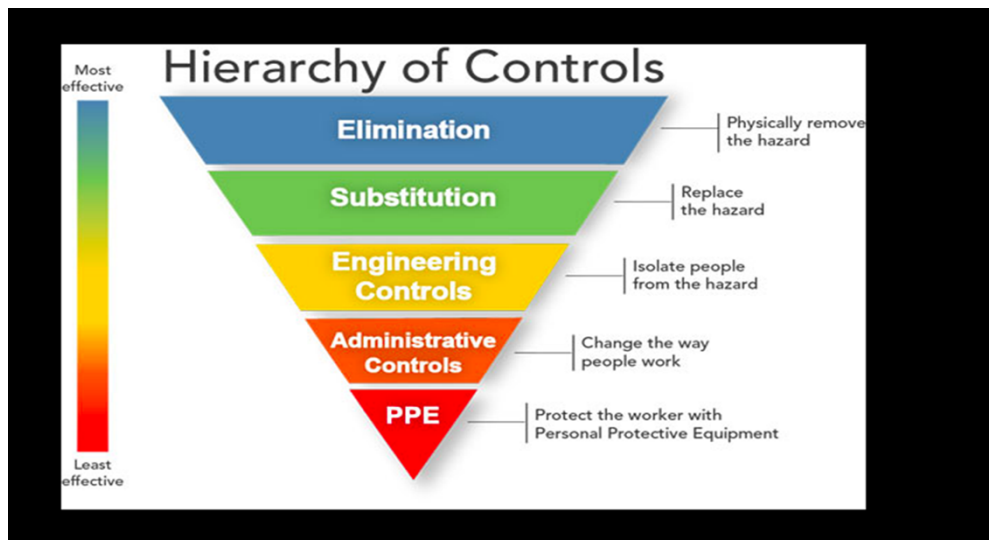 Hierarchy of Controls
Most
effective
Elimination
Physically remove
the hazard
Substitution
Replace
the hazard
Engineering
Controls
Isolate people
from the hazard
Administrative
Controls
Change the way
people work
PPE
Protect the worker with
Personal Protective Equipment
Least
effective